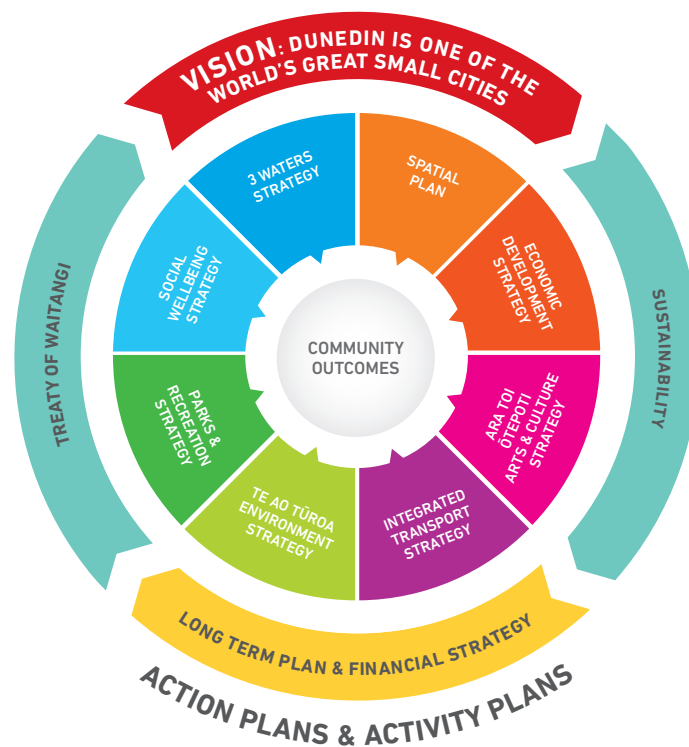 VISION: DUNEDIN IS ONE OF THE
WORLD'S GREAT SMALL CITIES
3 WATERS
STRATEGY
SPATIAL
PLAN
ECONOMIC
DEVELOPMENT
STRATEGY
ARA TOI
ŌTEPOTI
ARTS & CULTURE
STRATEGY
INTEGRATED
TRANSPORT
STRATEGY
TE AO TŪROA
ENVIRONMENT
STRATEGY
PARKS &
RECREATION
STRATEGY
SOCIAL
WELLBEING
STRATEGY
COMMUNITY
OUTCOMES
TREATY OF WAITANGI
SUSTAINABILITY
LONG TERM PLAN & FINANCIAL STRATEGY
ACTION PLANS & ACTIVITY PLANS